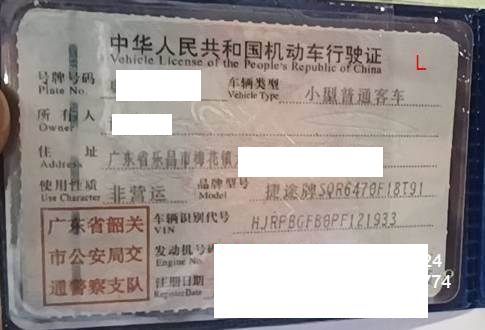 中华人民共和国机动车行驶证
Vehicle License of the People's Republic of China
L
号牌号码
Plate No.
车辆类型 小型普通客车
Vehicle Type
所有人
Owner
住址 广东省乐昌市梅花镇
Address
使用性质 非营运
Use Character
品牌型号 捷途牌SQR6470F18T91
Model
广东省韶关
市公安局交
通警察支队
车辆识别代号 HJRPBGFB0PF121933
VIN
发动机号码
Engine No.
24
注册日期
Register Date
774